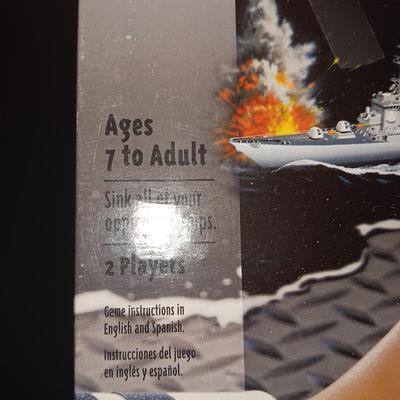 Ages
7 to Adult
Sink all of your
ships.
2 Players
Game instructions in
English and Spanish.
Instrucciones del juego
en inglés y español.